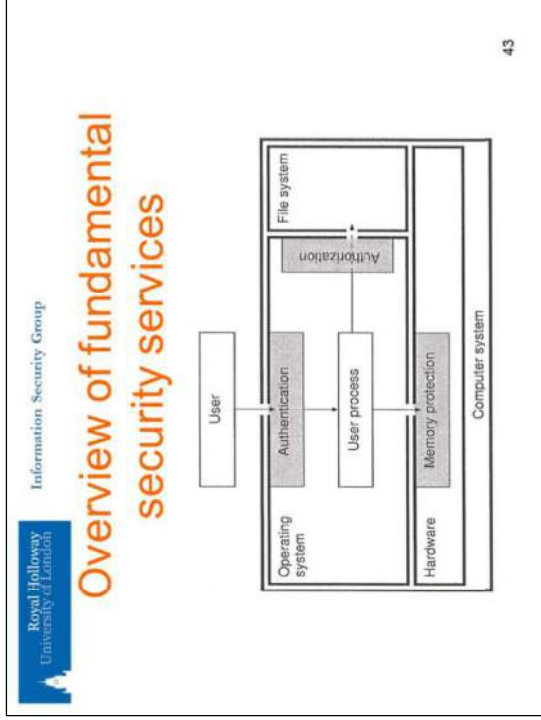 Royal Holloway
University of London
Information Security Group
Overview of fundamental
security services
User
Operating
system
Authentication
User process
Authorization
File system
Hardware
Memory protection
Computer system
43